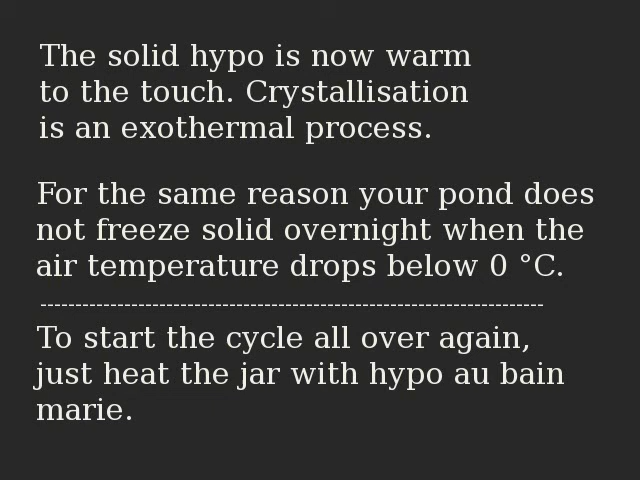 The solid hypo is now warm
to the touch. Crystallisation
is an exothermal process.
For the same reason your pond does
not freeze solid overnight when the
air temperature drops below 0 °C.
------------------------------------------------------------------------
To start the cycle all over again,
just heat the jar with hypo au bain
marie.